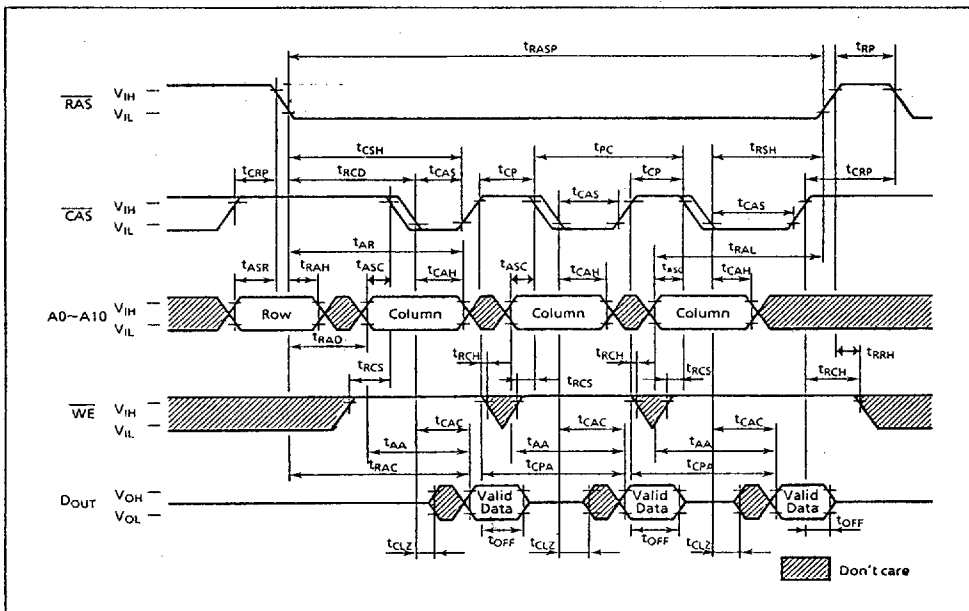 tRASP
tRP
RAS VIH
VIL
tCSH
tPC
tRSH
tCRP
tRCD
tCAS
tCP
tCP
tCRP
tCAS
tCAS
CAS VIH
VIL
tAR
tRAL
tASR
tRAH
tASC
tCAH
tASC
tCAH
tASC
tCAH
A0~A10 VIH
VIL
Row
Column
Column
Column
tRAD
tRCH
tRCH
tRRH
tRCS
tRCS
tRCS
tRCH
WE VIH
VIL
tCAC
tCAC
tCAC
tAA
tAA
tAA
tRAC
tCPA
tCPA
DOUT VOH
VOL
Valid
Data
Valid
Data
Valid
Data
tOFF
tOFF
tOFF
tCLZ
tCLZ
tCLZ
Don't care